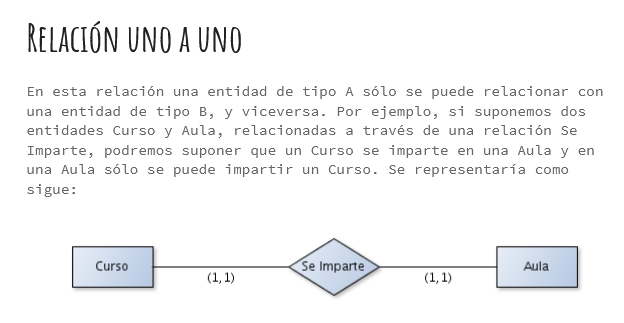 Relación uno a uno
En esta relación una entidad de tipo A sólo se puede relacionar con
una entidad de tipo B, y viceversa. Por ejemplo, si suponemos dos
entidades Curso y Aula, relacionadas a través de una relación Se
Imparte, podremos suponer que un Curso se imparte en una Aula y en
una Aula sólo se puede impartir un Curso. Se representaría como
sigue:
Curso
(1,1)
Se Imparte
(1,1)
Aula